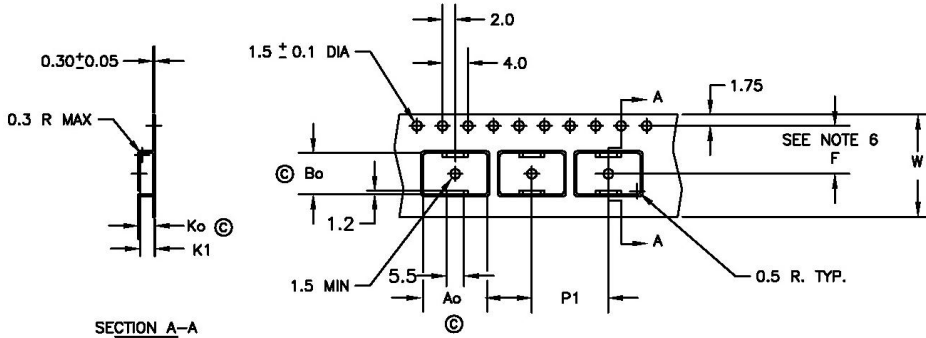 2.0
1.5 ± 0.1 DIA
4.0
0.30±0.05
A
1.75
0.3 R MAX
SEE NOTE 6
F
W
Ⓒ Bo
1.2
Ko Ⓒ
K1
A
5.5
1.5 MIN
Ao
P1
0.5 R. TYP.
Ⓒ
SECTION A-A